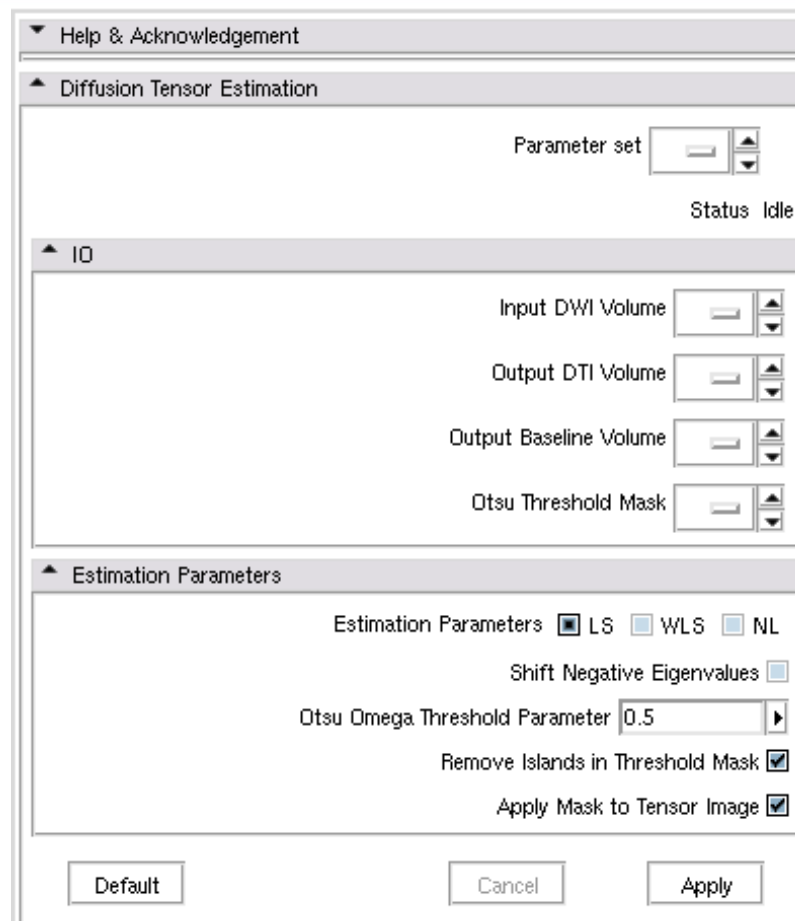 Help & Acknowledgement
Diffusion Tensor Estimation
Parameter set
Status Idle
IO
Input DWI Volume
Output DTI Volume
Output Baseline Volume
Otsu Threshold Mask
Estimation Parameters
Estimation Parameters LS WLS NL
Shift Negative Eigenvalues
Otsu Omega Threshold Parameter 0.5
Remove Islands in Threshold Mask
Apply Mask to Tensor Image
Default Cancel Apply